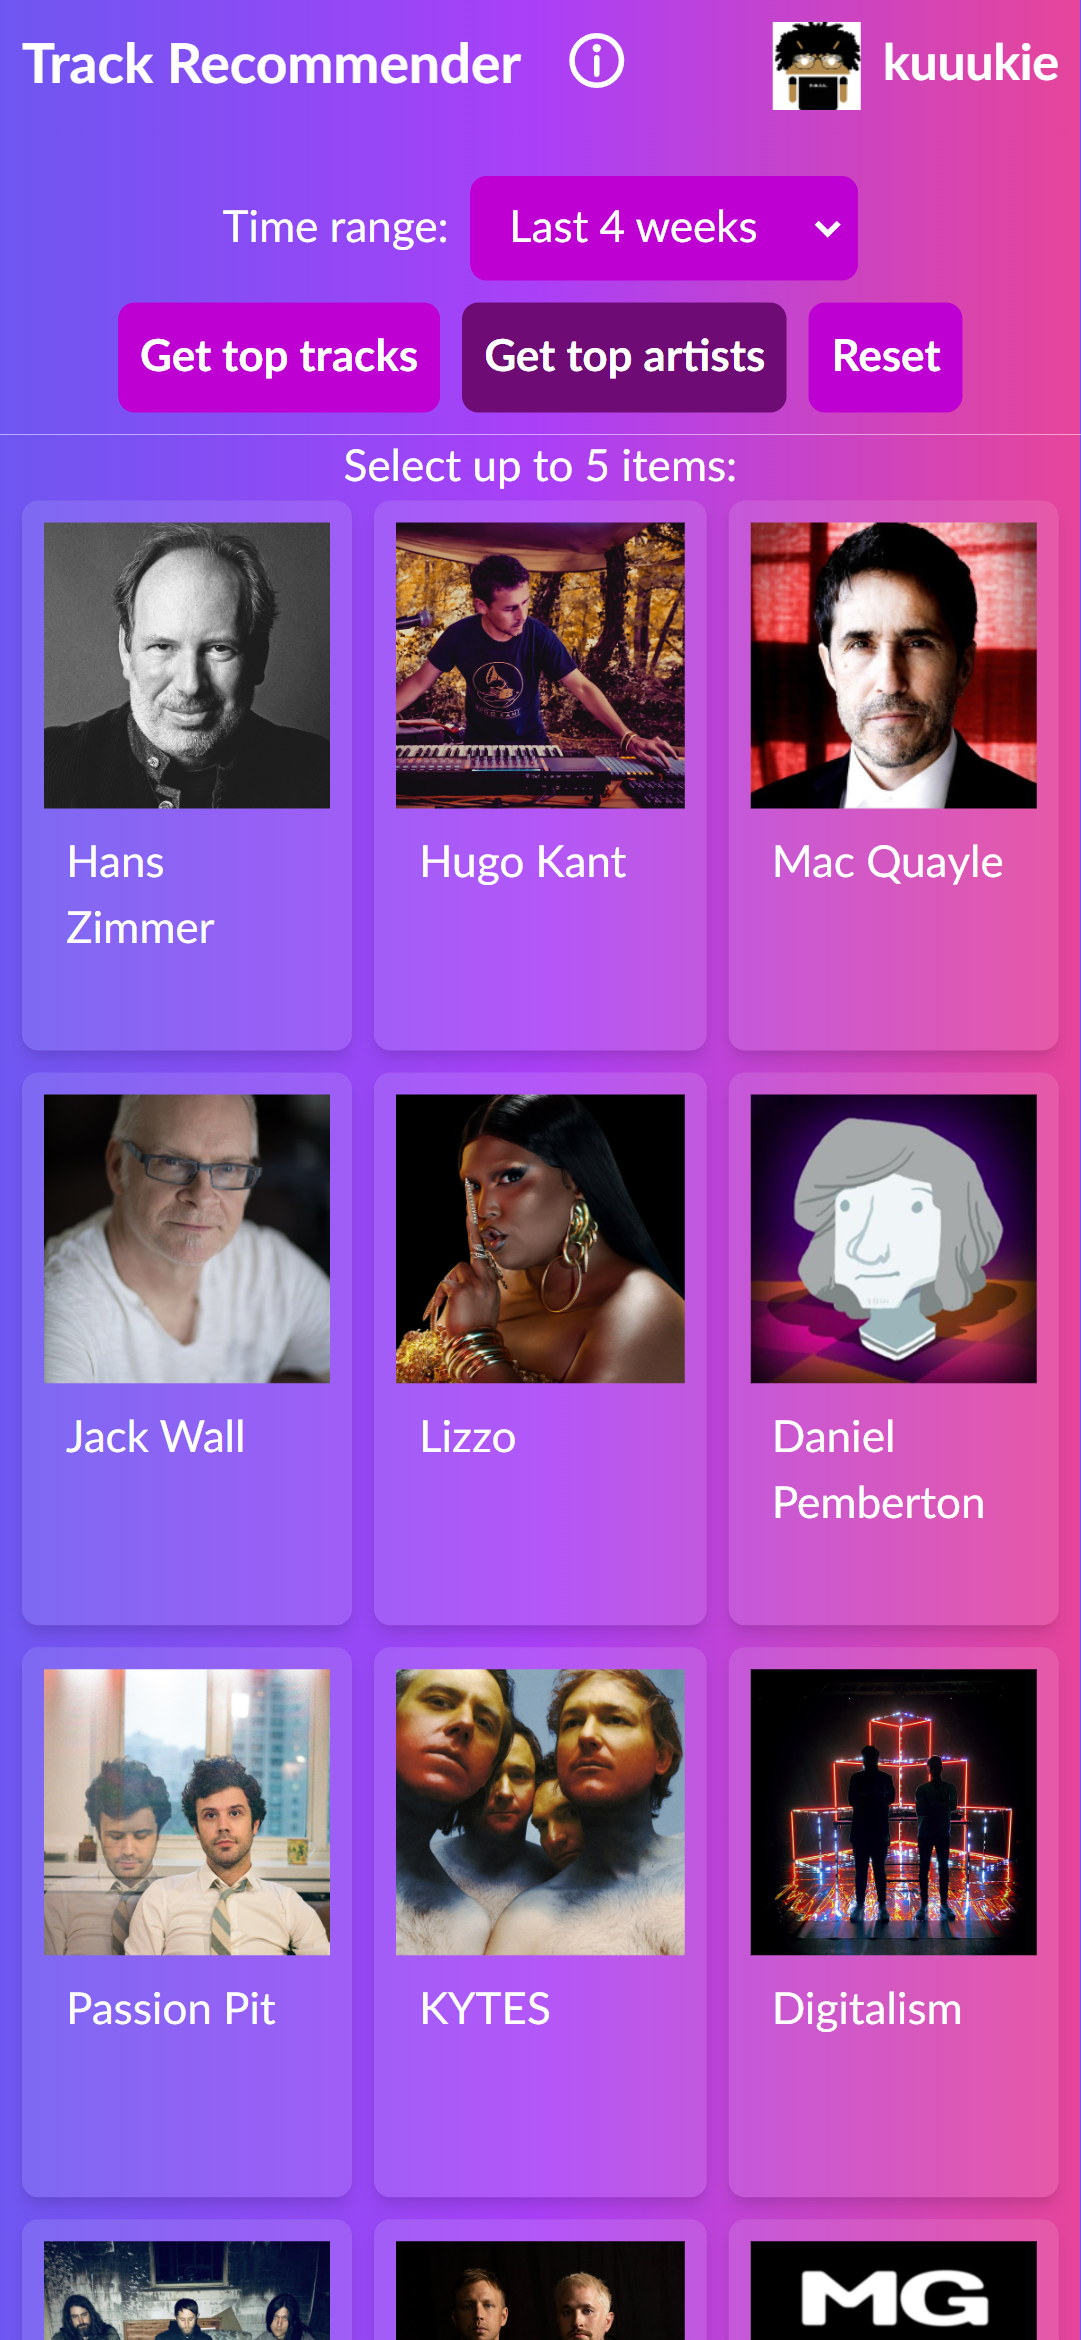 Track Recommender
kuuukie
Time range:
Last 4 weeks
Get top tracks
Get top artists
Reset
Select up to 5 items:
Hans
Zimmer
Hugo Kant
Mac Quayle
Jack Wall
Lizzo
Daniel
Pemberton
Passion Pit
KYTES
Digitalism
MG